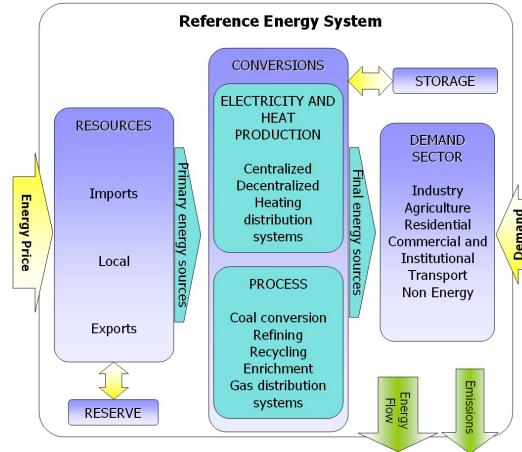 Reference Energy System
CONVERSIONS
STORAGE
ELECTRICITY AND
HEAT
PRODUCTION
Centralized
Decentralized
Heating
distribution
systems
RESOURCES
Imports
Local
Exports
DEMAND
SECTOR
Industry
Agriculture
Residential
Commercial and
Institutional
Transport
Non Energy
Energy Price
Primary energy
sources
Final energy sources
Demand
PROCESS
Coal conversion
Refining
Recycling
Enrichment
Gas distribution
systems
RESERVE
Energy
Flow
Emissions